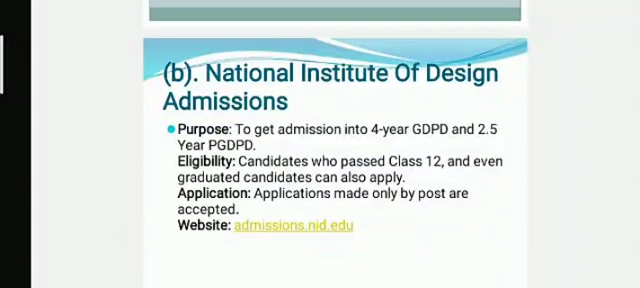 (b). National Institute Of Design
Admissions
Purpose: To get admission into 4-year GDPD and 2.5
Year PGDPD.
Eligibility: Candidates who passed Class 12, and even
graduated candidates can also apply.
Application: Applications made only by post are
accepted.
Website: admissions.nid.edu